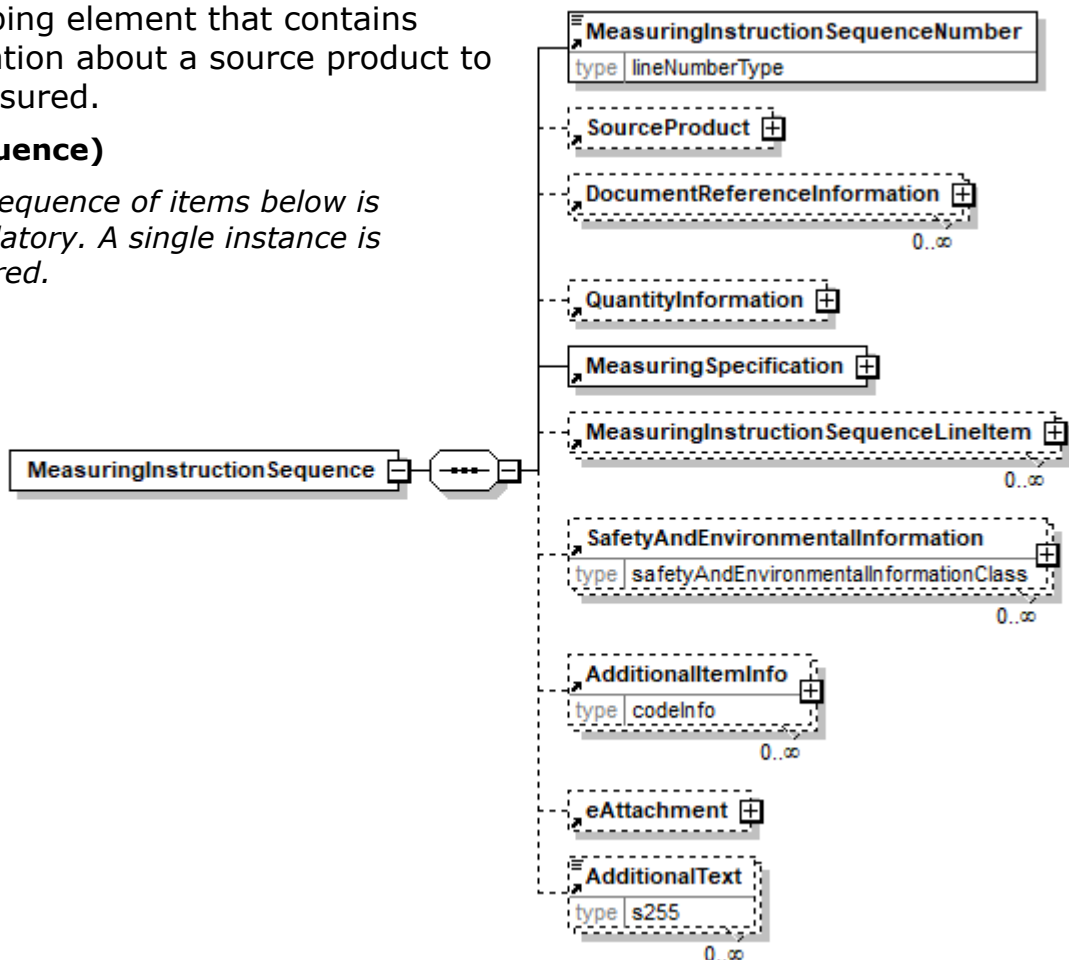 ping element that contains
ation about a source product to
sured.
uence)
equence of items below is
latory. A single instance is
red.
MeasuringInstructionSequence
MeasuringInstructionSequenceNumber
type lineNumberType
SourceProduct
DocumentReferenceInformation
0..∞
QuantityInformation
MeasuringSpecification
MeasuringInstructionSequenceLineItem
0..∞
SafetyAndEnvironmentalInformation
type safetyAndEnvironmentalInformationClass
0..∞
AdditionalItemInfo
type codeInfo
0..∞
eAttachment
AdditionalText
type s255
0..∞